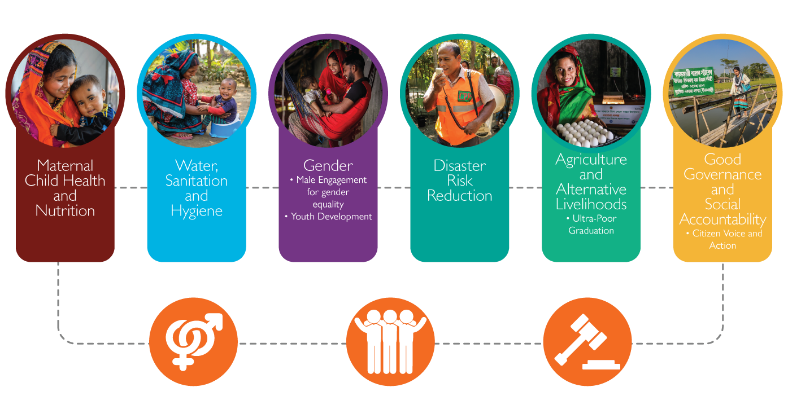 Maternal
Child Health
and
Nutrition
Water,
Sanitation
and
Hygiene
Gender
• Male Engagement
for gender
equality
• Youth Development
Disaster
Risk
Reduction
Agriculture
and
Alternative
Livelihoods
• Ultra-Poor
Graduation
Good
Governance
and
Social
Accountability
• Citizen Voice and
Action